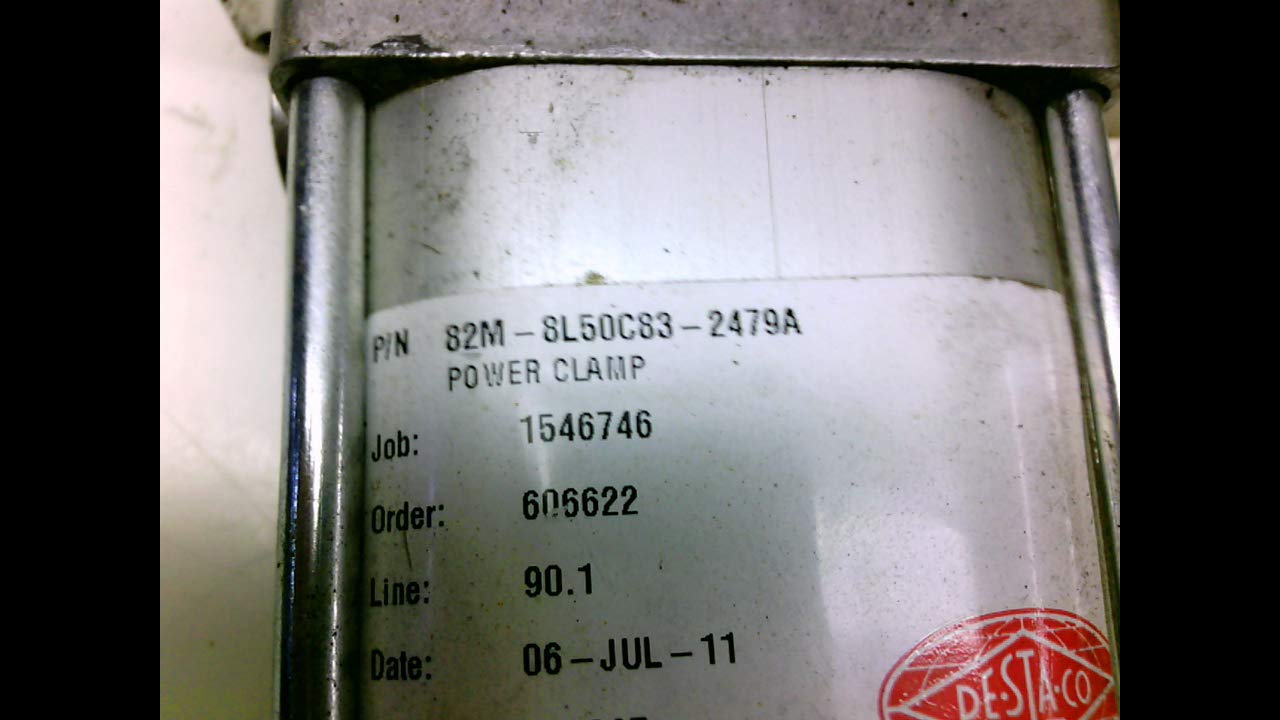 P/N 82M-8L50C83-2479A
POWER CLAMP
Job: 1546746
Order: 606622
Line: 90.1
Date: 06-JUL-11
DE-STA-CO